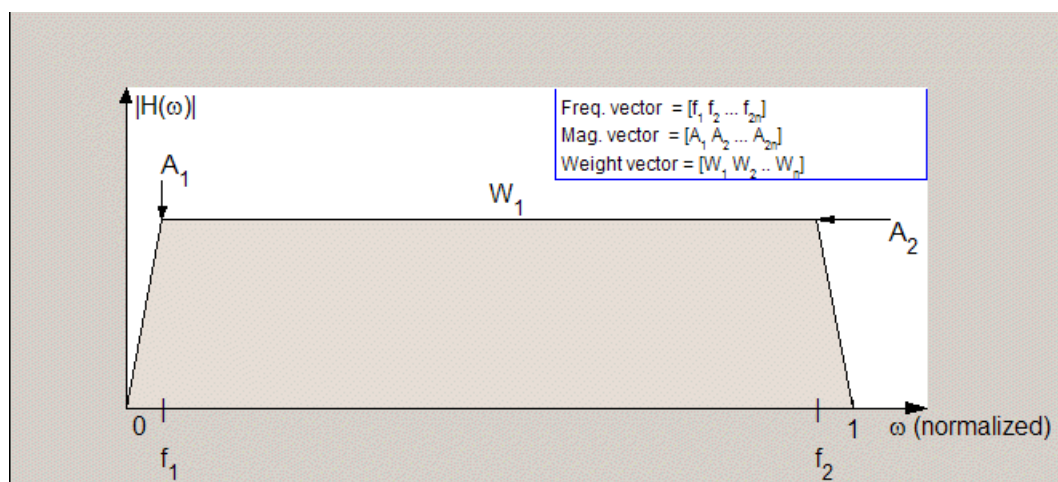 |H(ω)|
Freq. vector = [f₁ f₂ ... f₂ₙ]
Mag. vector = [A₁ A₂ ... A₂ₙ]
Weight vector = [W₁ W₂ .. Wₙ]
A₁
W₁
A₂
0
1
ω (normalized)
f₁
f₂